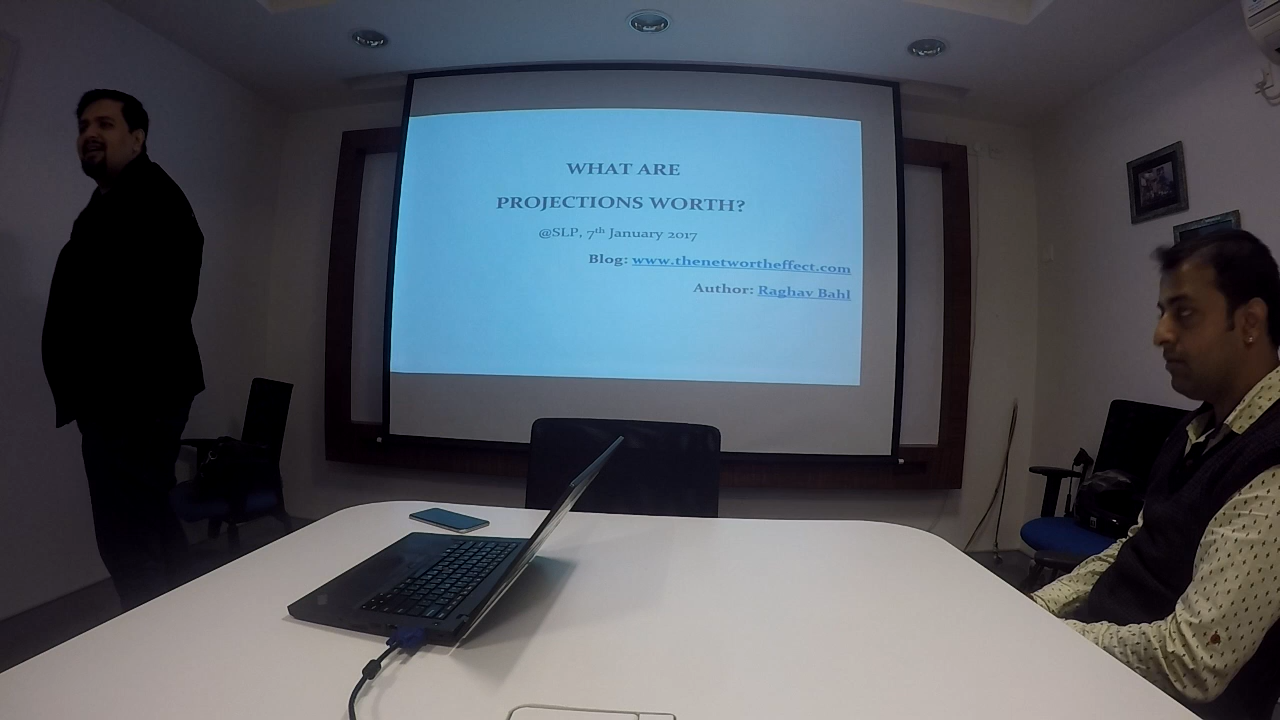 WHAT ARE
PROJECTIONS WORTH?
@SLP, 7th January 2017
Blog: www.thenetwortheffect.com
Author: Raghav Bahl